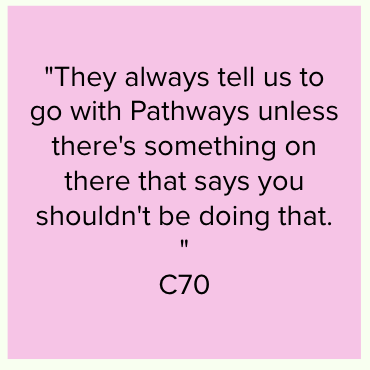 "They always tell us to
go with Pathways unless
there's something on
there that says you
shouldn't be doing that.
"
C70